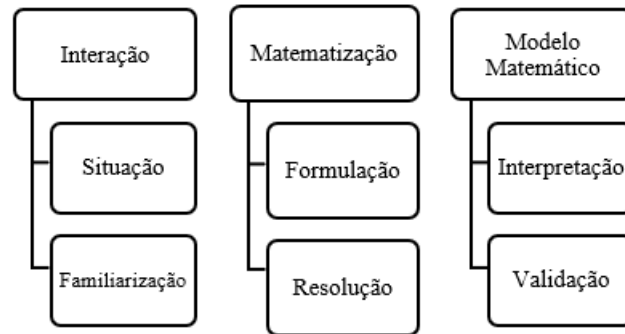 Interação
Situação
Familiarização
Matematização
Formulação
Resolução
Modelo
Matemático
Interpretação
Validação